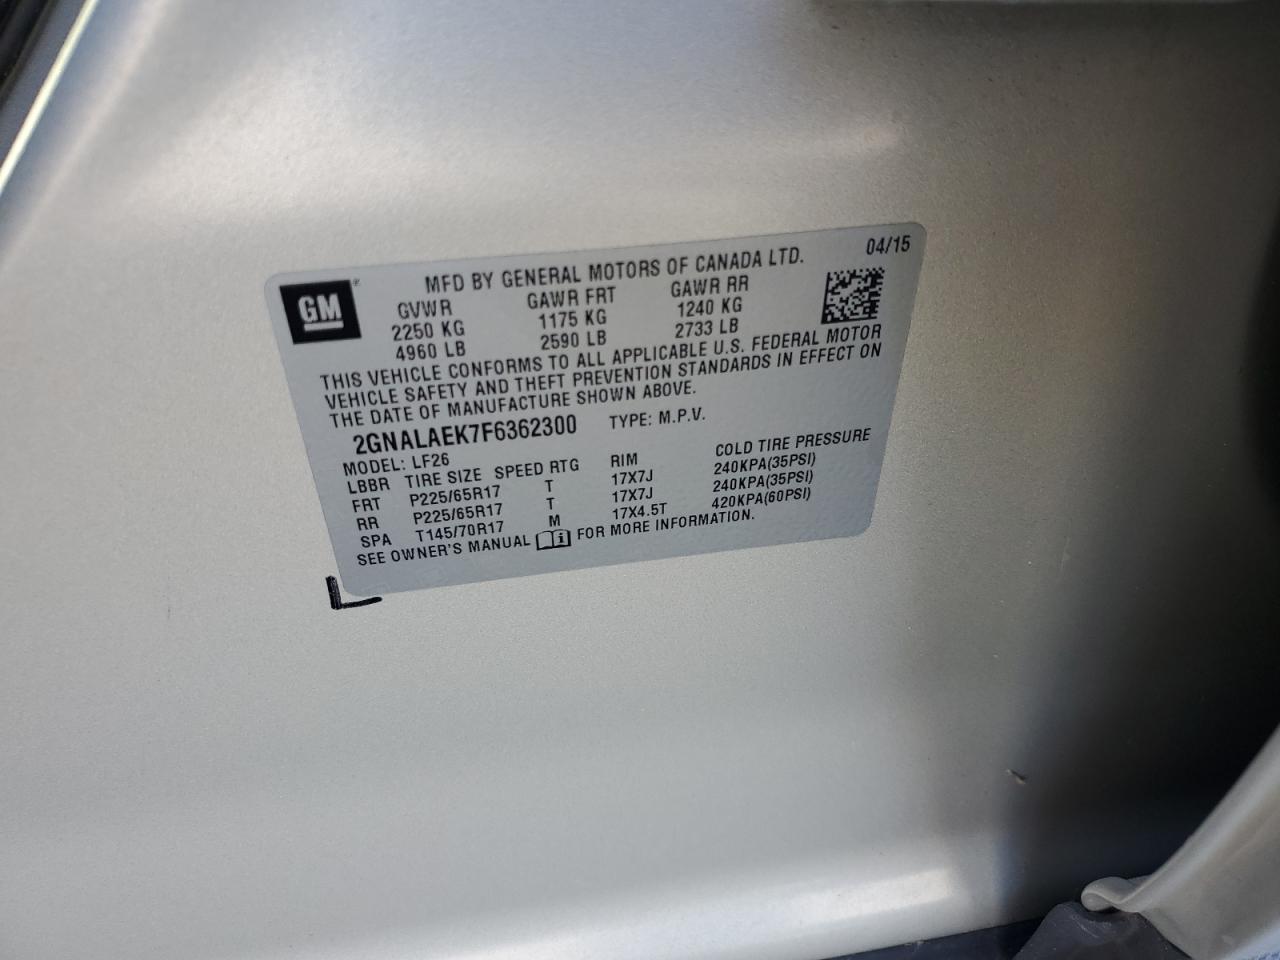 04/15
GM ®
MFD BY GENERAL MOTORS OF CANADA LTD.
GVWR GAWR FRT GAWR RR
2250 KG 1175 KG 1240 KG
4960 LB 2590 LB 2733 LB
THIS VEHICLE CONFORMS TO ALL APPLICABLE U.S. FEDERAL MOTOR
VEHICLE SAFETY AND THEFT PREVENTION STANDARDS IN EFFECT ON
THE DATE OF MANUFACTURE SHOWN ABOVE.
2GNALAEK7F6362300 TYPE: M.P.V.
MODEL: LF26
LBBR TIRE SIZE SPEED RTG RIM COLD TIRE PRESSURE
FRT P225/65R17 T 17X7J 240KPA(35PSI)
RR P225/65R17 T 17X7J 240KPA(35PSI)
SPA T145/70R17 M 17X4.5T 420KPA(60PSI)
SEE OWNER'S MANUAL i FOR MORE INFORMATION.